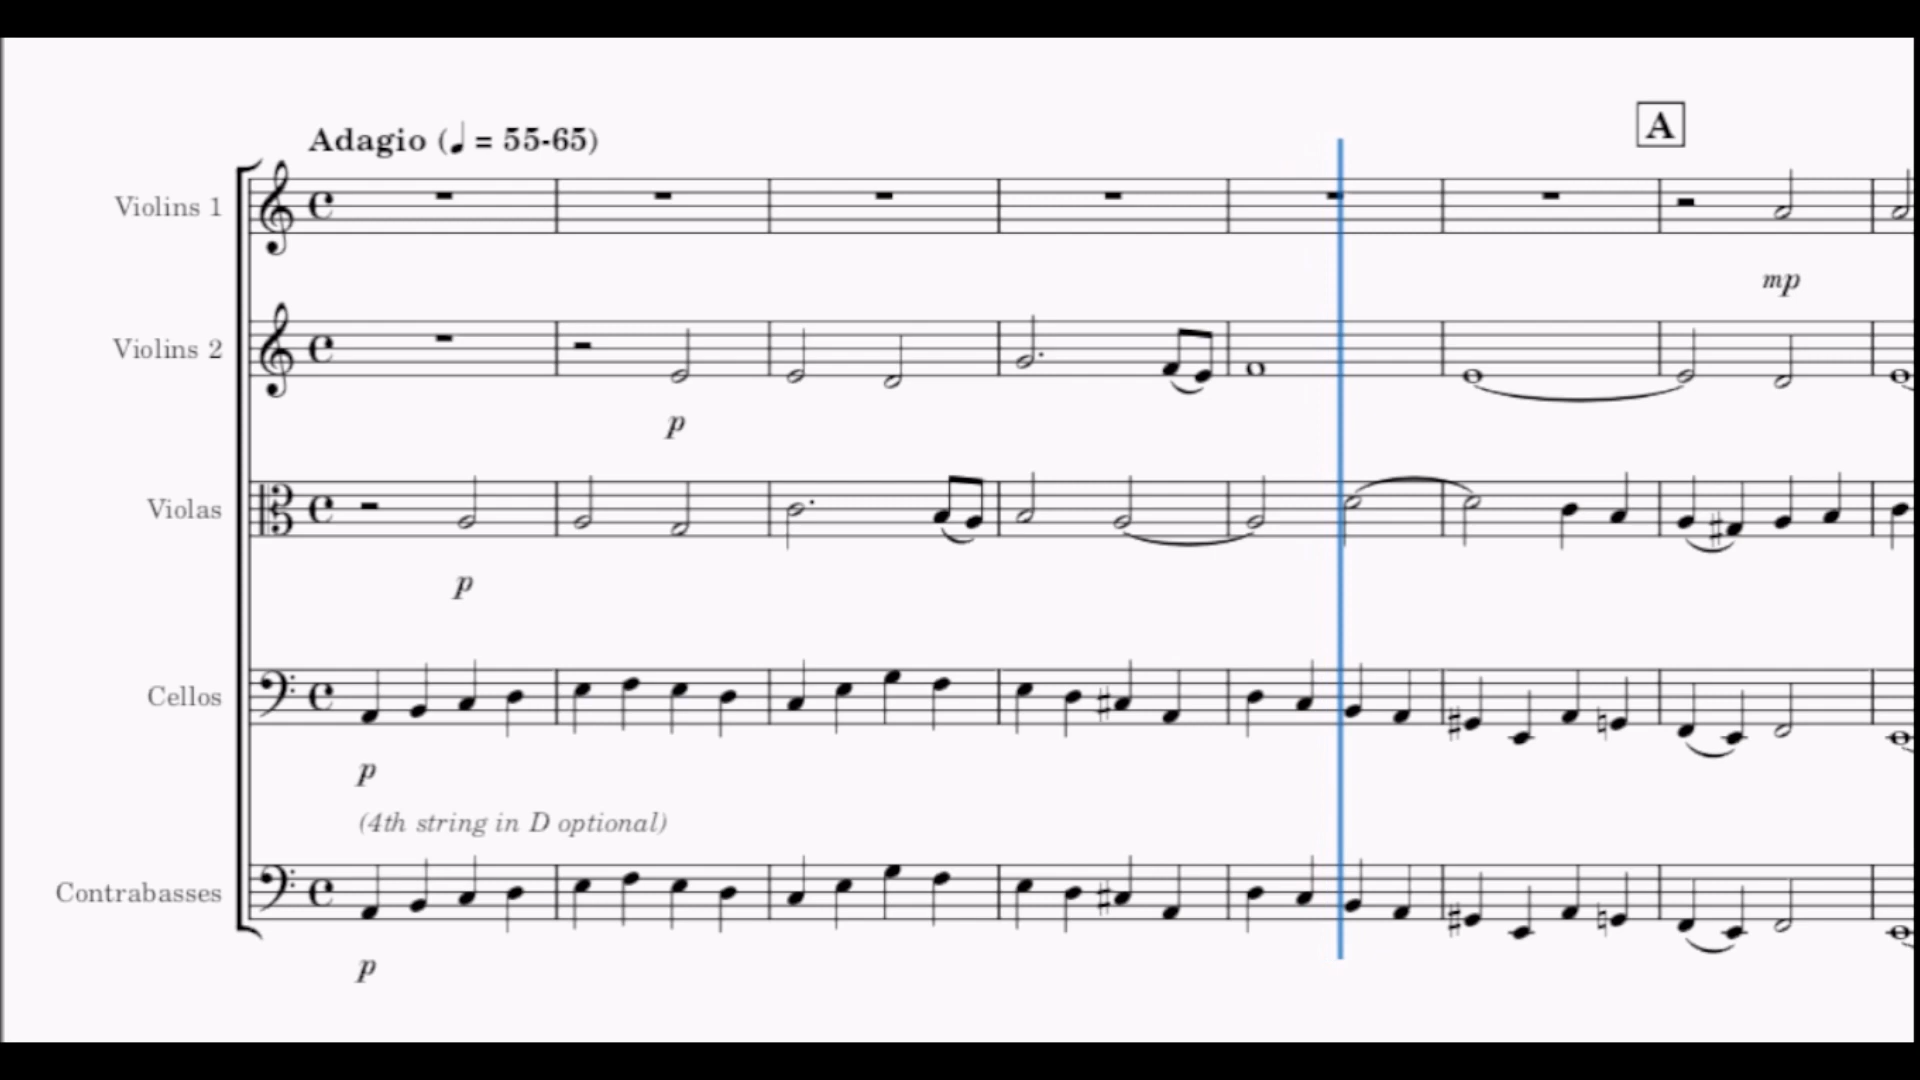 Adagio (♩ = 55-65)
A
Violins 1
mp
Violins 2
p
Violas
p
Cellos
p
(4th string in D optional)
Contrabasses
p